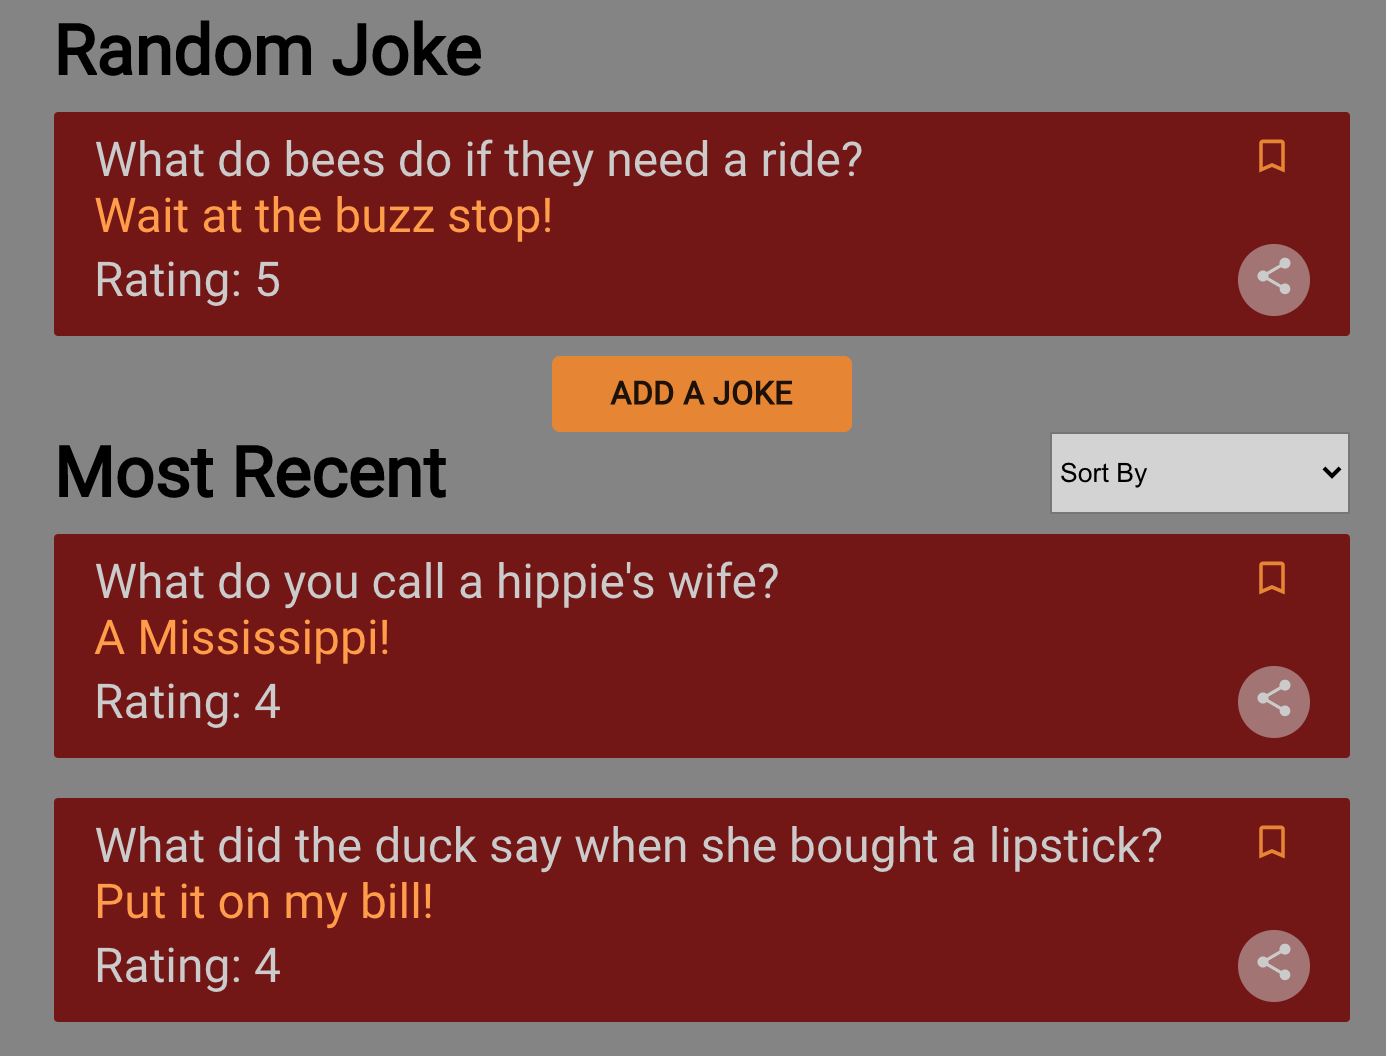 Random Joke
What do bees do if they need a ride?
Wait at the buzz stop!
Rating: 5
ADD A JOKE
Most Recent
Sort By
What do you call a hippie's wife?
A Mississippi!
Rating: 4
What did the duck say when she bought a lipstick?
Put it on my bill!
Rating: 4